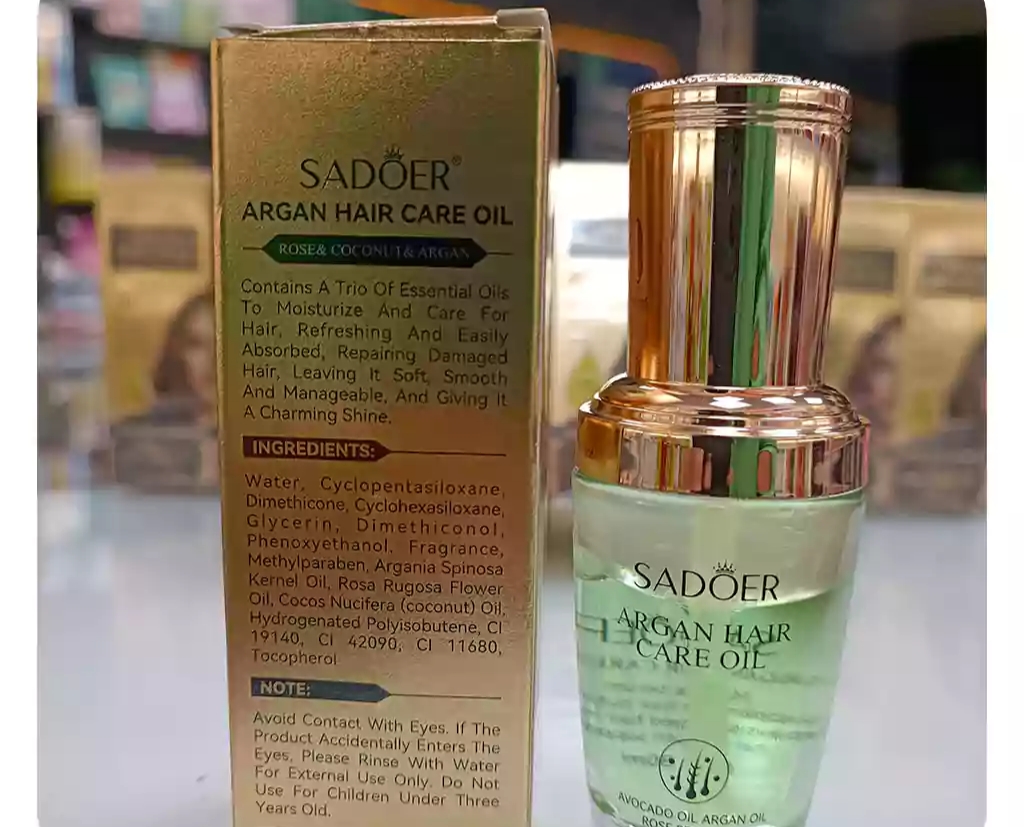 SADOER®
ARGAN HAIR CARE OIL
ROSE& COCONUT& ARGAN
Contains A Trio Of Essential Oils
To Moisturize And Care For
Hair, Refreshing And Easily
Absorbed, Repairing Damaged
Hair, Leaving It Soft, Smooth
And Manageable, And Giving It
A Charming Shine.
INGREDIENTS:
Water, Cyclopentasiloxane,
Dimethicone, Cyclohexasiloxane,
Glycerin, Dimethiconol,
Phenoxyethanol, Fragrance,
Methylparaben, Argania Spinosa
Kernel Oil, Rosa Rugosa Flower
Oil, Cocos Nucifera (coconut) Oil,
Hydrogenated Polyisobutene, CI
19140, CI 42090, CI 11680,
Tocopherol
NOTE:
Avoid Contact With Eyes. If The
Product Accidentally Enters The
Eyes, Please Rinse With Water
For External Use Only. Do Not
Use For Children Under Three
Years Old.
SADOER
ARGAN HAIR
CARE OIL
AVOCADO OIL ARGAN OIL
ROSE